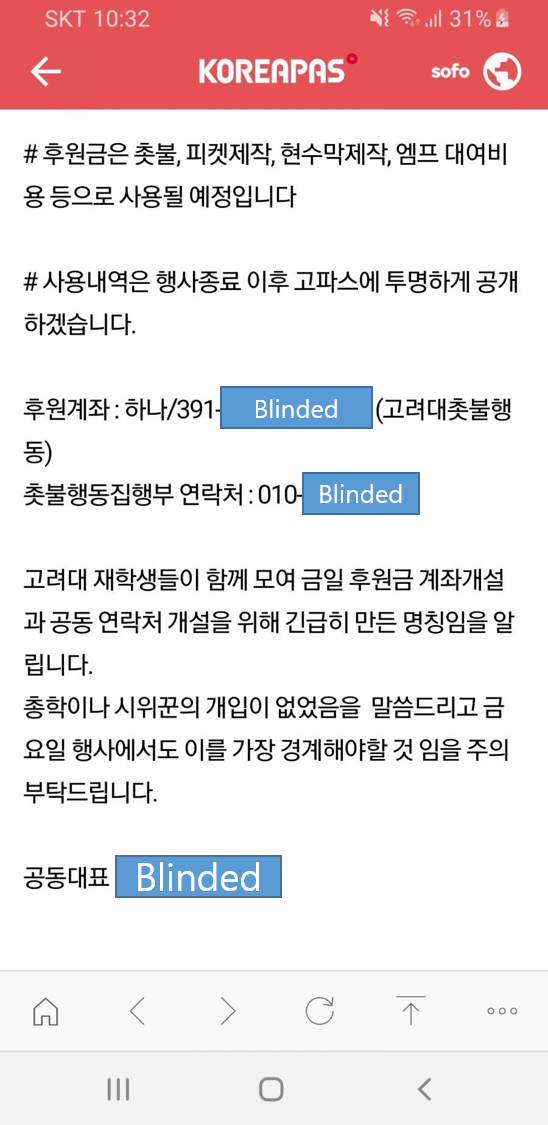 SKT 10:32 31%
KOREAPAS sofo
# 후원금은 촛불, 피켓제작, 현수막제작, 엠프 대여비
용 등으로 사용될 예정입니다
# 사용내역은 행사종료 이후 고파스에 투명하게 공개
하겠습니다.
후원계좌 : 하나/391- Blinded (고려대촛불행
동)
촛불행동집행부 연락처 : 010- Blinded
고려대 재학생들이 함께 모여 금일 후원금 계좌개설
과 공동 연락처 개설을 위해 긴급히 만든 명칭임을 알
립니다.
총학이나 시위꾼의 개입이 없었음을 말씀드리고 금
요일 행사에서도 이를 가장 경계해야할 것 임을 주의
부탁드립니다.
공동대표 Blinded